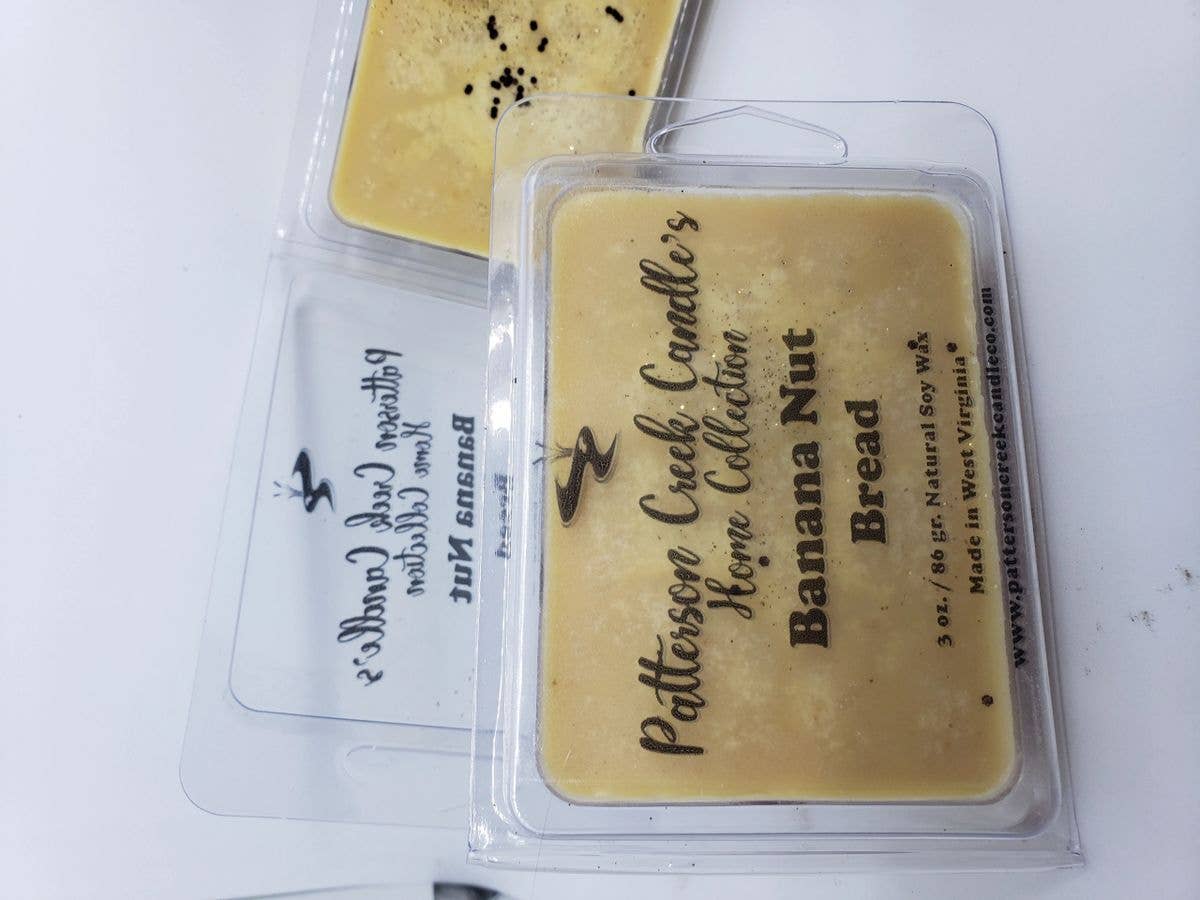 Patterson Creek Candle's
Home Collection
Banana Nut
Bread
3 oz. / 86 gr. Natural Soy Wax
Made in West Virginia
www.pattersoncreekcandleco.com
Patterson Creek Candle's
Home Collection
Banana Nut
Bread